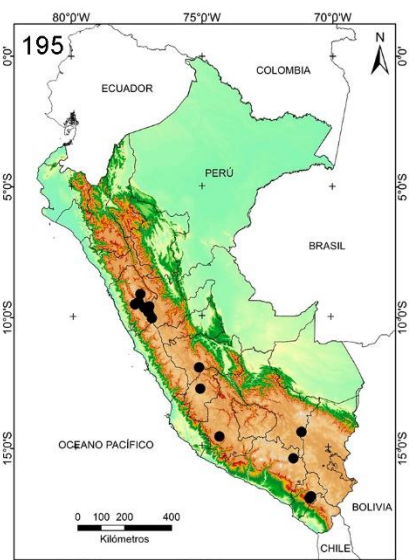 195
80°0'
75°0'
70°0'
N
0°0'
0°0'
COLOMBIA
ECUADOR
PERÚ
5°0'S
5°0'S
BRASIL
10°0'S
10°0'S
15°0'S
15°0'S
OCEANO PACÍFICO
0 100 200 400
Kilómetros
BOLIVIA
CHILE